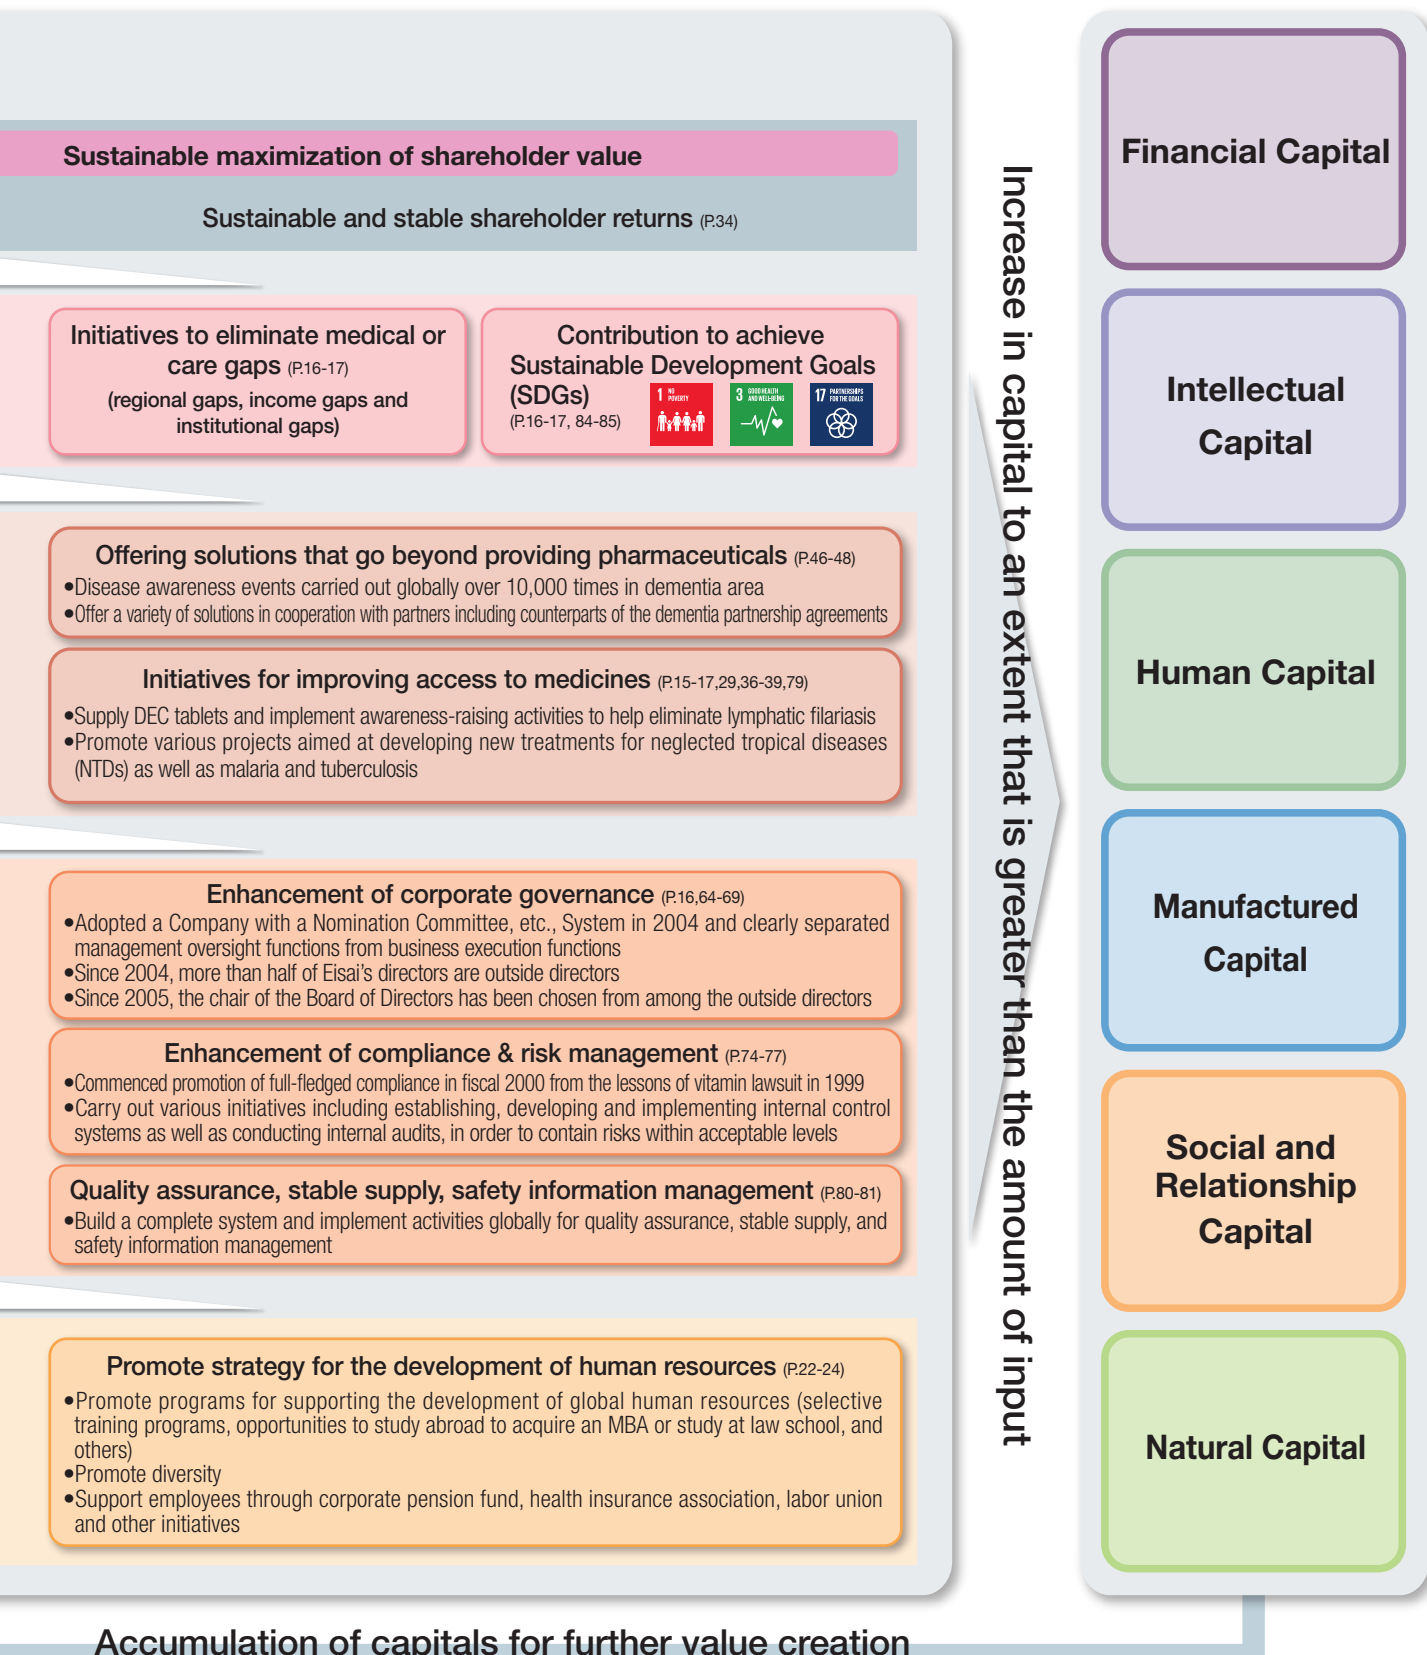 Sustainable maximization of shareholder value
Sustainable and stable shareholder returns (P.34)
Initiatives to eliminate medical or
care gaps (P.16-17)
(regional gaps, income gaps and
institutional gaps)
Contribution to achieve
Sustainable Development Goals
(SDGs)
(P.16-17, 84-85)
1 NO
POVERTY
3 GOOD HEALTH
AND WELL-BEING
17 PARTNERSHIPS
FOR THE GOALS
Offering solutions that go beyond providing pharmaceuticals (P.46-48)
●Disease awareness events carried out globally over 10,000 times in dementia area
●Offer a variety of solutions in cooperation with partners including counterparts of the dementia partnership agreements
Initiatives for improving access to medicines (P.15-17,29,36-39,79)
●Supply DEC tablets and implement awareness-raising activities to help eliminate lymphatic filariasis
●Promote various projects aimed at developing new treatments for neglected tropical diseases
(NTDs) as well as malaria and tuberculosis
Enhancement of corporate governance (P.16,64-69)
●Adopted a Company with a Nomination Committee, etc., System in 2004 and clearly separated
management oversight functions from business execution functions
●Since 2004, more than half of Eisai's directors are outside directors
●Since 2005, the chair of the Board of Directors has been chosen from among the outside directors
Enhancement of compliance & risk management (P.74-77)
●Commenced promotion of full-fledged compliance in fiscal 2000 from the lessons of vitamin lawsuit in 1999
●Carry out various initiatives including establishing, developing and implementing internal control
systems as well as conducting internal audits, in order to contain risks within acceptable levels
Quality assurance, stable supply, safety information management (P.80-81)
●Build a complete system and implement activities globally for quality assurance, stable supply, and
safety information management
Promote strategy for the development of human resources (P.22-24)
●Promote programs for supporting the development of global human resources (selective
training programs, opportunities to study abroad to acquire an MBA or study at law school, and
others)
●Promote diversity
●Support employees through corporate pension fund, health insurance association, labor union
and other initiatives
Increase in capital to an extent that is greater than the amount of input
Financial Capital
Intellectual
Capital
Human Capital
Manufactured
Capital
Social and
Relationship
Capital
Natural Capital
Accumulation of capitals for further value creation